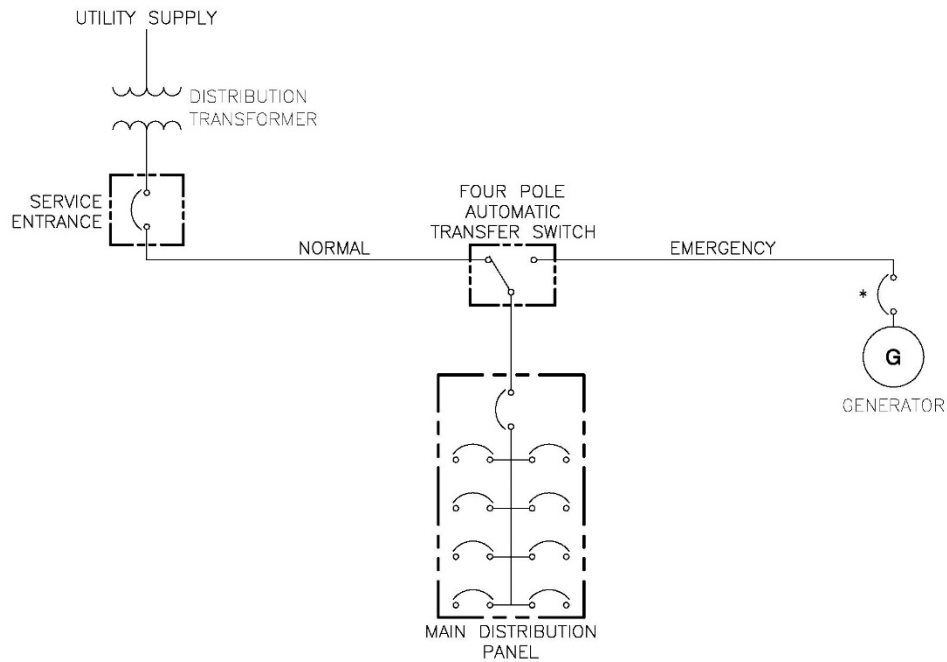 UTILITY SUPPLY
DISTRIBUTION
TRANSFORMER
SERVICE
ENTRANCE
FOUR POLE
AUTOMATIC
TRANSFER SWITCH
NORMAL
EMERGENCY
*
G
GENERATOR
MAIN DISTRIBUTION
PANEL